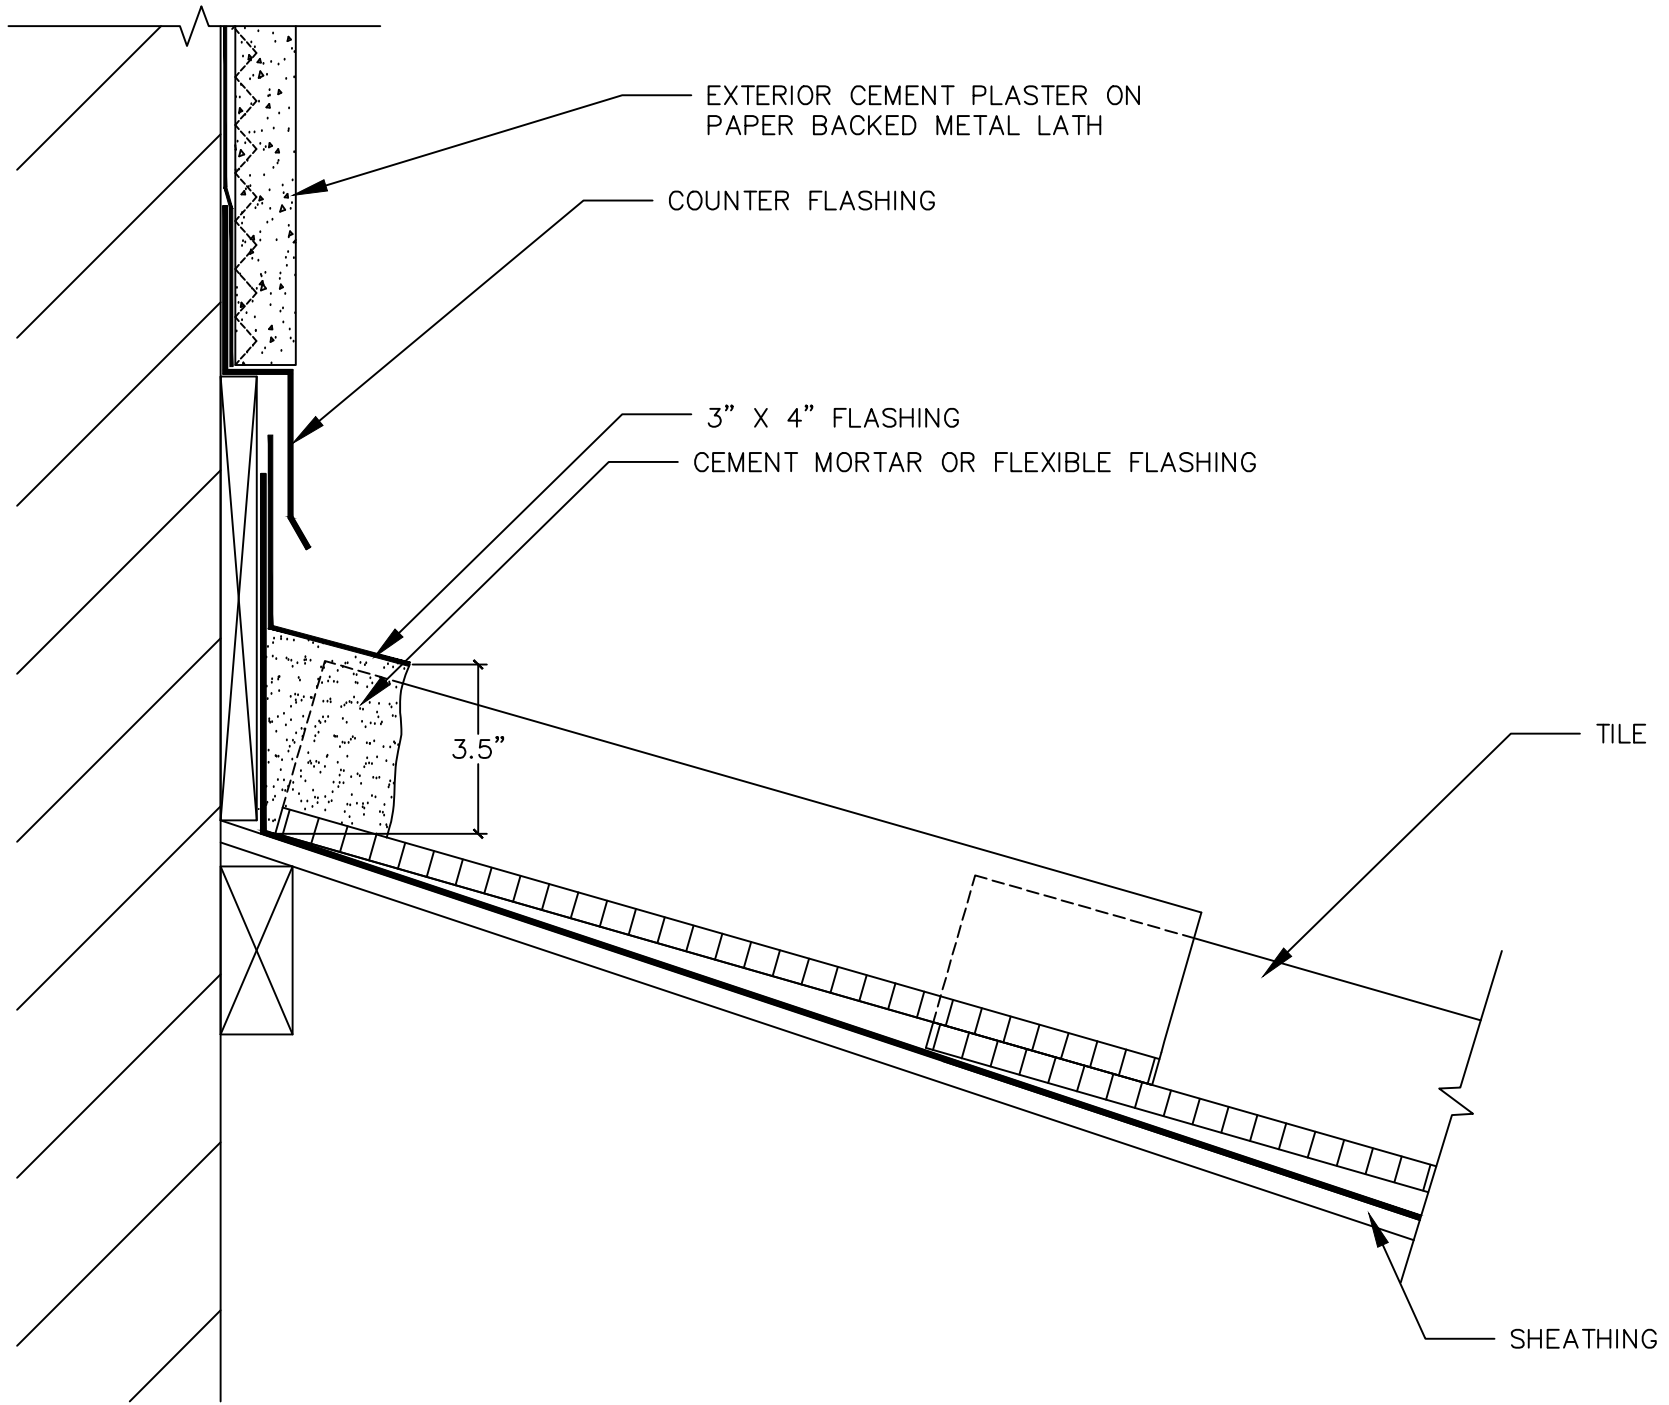 EXTERIOR CEMENT PLASTER ON
PAPER BACKED METAL LATH
COUNTER FLASHING
3” X 4” FLASHING
CEMENT MORTAR OR FLEXIBLE FLASHING
TILE
3.5”
SHEATHING